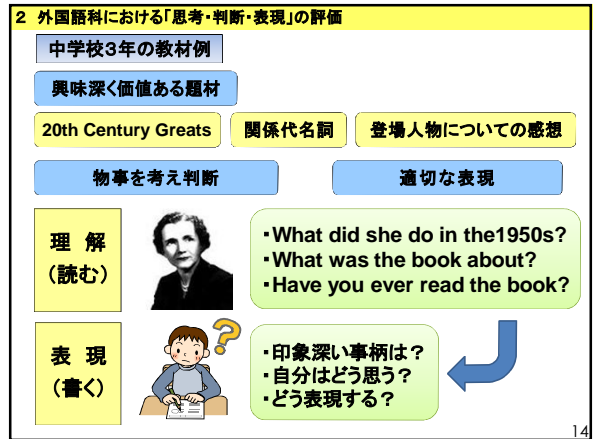 2 外国語科における「思考・判断・表現」の評価
中学校3年の教材例
興味深く価値ある題材
20th Century Greats
関係代名詞
登場人物についての感想
物事を考え判断
適切な表現
理 解
(読む)
・What did she do in the1950s?
・What was the book about?
・Have you ever read the book?
表 現
(書く)
・印象深い事柄は?
・自分はどう思う?
・どう表現する?
14